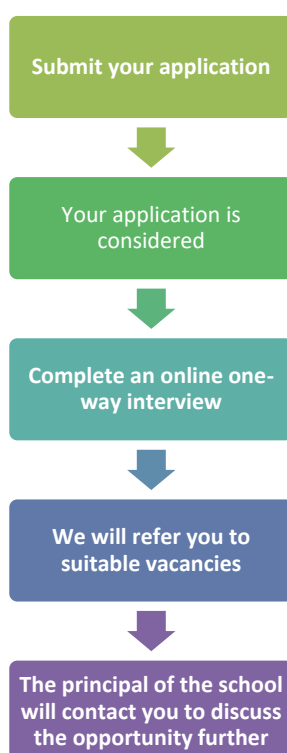 Submit your application
Your application is
considered
Complete an online one-
way interview
We will refer you to
suitable vacancies
The principal of the school
will contact you to discuss
the opportunity further